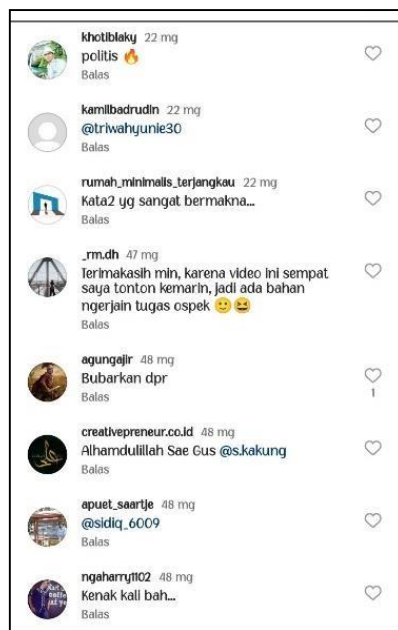 khotiblaky 22 mg
politis 🔥
Balas
kamilbadrudin 22 mg
@triwahyunie30
Balas
rumah_minimalis_terjangkau 22 mg
Kata2 yg sangat bermakna...
Balas
_rm.dh 47 mg
Terimakasih min, karena video ini sempat
saya tonton kemarin, jadi ada bahan
ngerjain tugas ospek 🙂😆
Balas
agungajir 48 mg
Bubarkan dpr
Balas
1
creativepreneur.co.id 48 mg
Alhamdulillah Sae Gus @s.kakung
Balas
apuet_saartje 48 mg
@sidiq_6009
Balas
ngaharry1102 48 mg
Kenak kali bah...
Balas